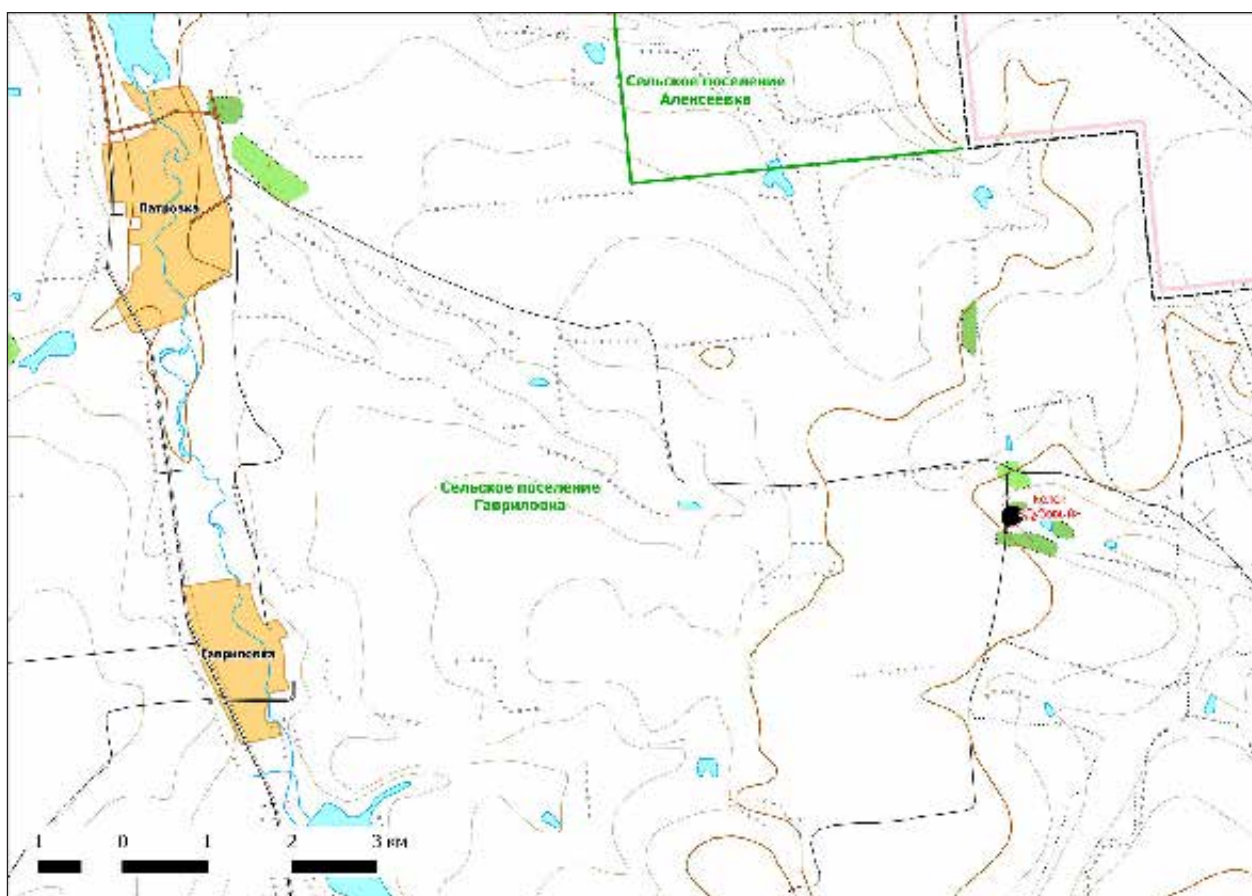 Сельское поселение
Алексеевка
Патровка
Сельское поселение
Гавриловка
Гавриловка
1 0 1 2 3 км